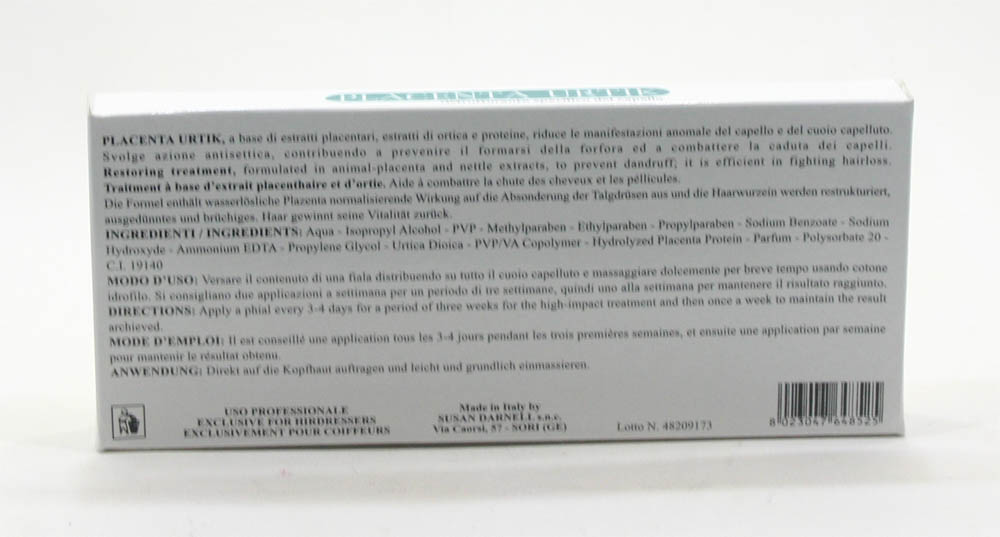 PLACENTA URTIK
Ristrutturante specifico del capello
PLACENTA URTIK, a base di estratti placentari, estratti di ortica e proteine, riduce le manifestazioni anomale del capello e del cuoio capelluto.
Svolge azione antisettica, contribuendo a prevenire il formarsi della forfora ed a combattere la caduta dei capelli.
Restoring treatment, formulated in animal-placenta and nettle extracts, to prevent dandruff; it is efficient in fighting hairloss.
Traitment à base d'extrait placenthaire et d'ortie. Aide à combattre la chute des cheveux et les péllicules.
Die Formel enthält wasserlösliche Plazenta normalisierende Wirkung auf die Absonderung der Talgdrüsen aus und die Haarwurzein werden restrukturiert,
ausgedünntes und brüchiges. Haar gewinnt seine Vitalität zurück.
INGREDIENTI / INGREDIENTS: Aqua - Isopropyl Alcohol - PVP - Methylparaben - Ethylparaben - Propylparaben - Sodium Benzoate - Sodium
Hydroxyde - Ammonium EDTA - Propylene Glycol - Urtica Dioica - PVP/VA Copolymer - Hydrolyzed Placenta Protein - Parfum - Polysorbate 20 -
C.I. 19140
MODO D'USO: Versare il contenuto di una fiala distribuendo su tutto il cuoio capelluto e massaggiare dolcemente per breve tempo usando cotone
idrofilo. Si consigliano due applicazioni a settimana per un periodo di tre settimane, quindi uno alla settimana per mantenere il risultato raggiunto.
DIRECTIONS: Apply a phial every 3-4 days for a period of three weeks for the high-impact treatment and then once a week to maintain the result
archieved.
MODE D'EMPLOI: Il est conseillé une application tous les 3-4 jours pendant les trois premières semaines, et ensuite une application par semaine
pour mantenir le résultat obtenu.
ANWENDUNG: Direkt auf die Kopfhaut auftragen und leicht und grundlich einmassieren.
USO PROFESSIONALE
EXCLUSIVE FOR HIRDRESSERS
EXCLUSIVEMENT POUR COIFFEURS
Made in Italy by
SUSAN DARNELL s.n.c.
Via Caorsi, 57 - SORI (GE)
Lotto N. 48209173
8 023047 648525